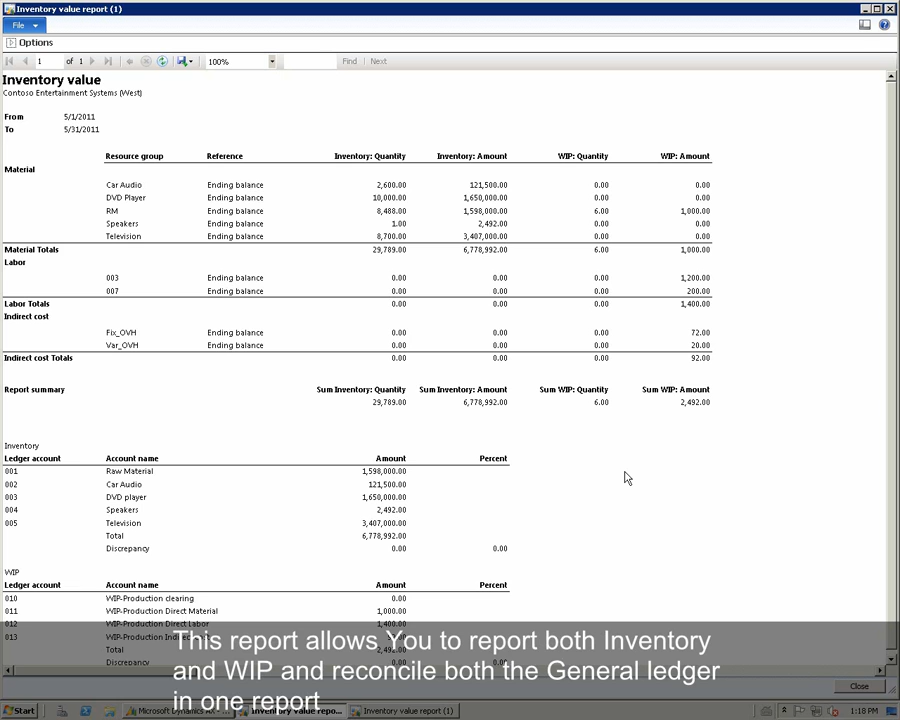 Inventory value report (1)
File
Options
1 of 1 100% Find Next
Inventory value
Contoso Entertainment Systems (West)
From 5/1/2011
To 5/31/2011
Resource group Reference Inventory: Quantity Inventory: Amount WIP: Quantity WIP: Amount
Material
Car Audio Ending balance 2,600.00 121,500.00 0.00 0.00
DVD Player Ending balance 10,000.00 1,650,000.00 0.00 0.00
RM Ending balance 8,488.00 1,598,000.00 6.00 1,000.00
Speakers Ending balance 1.00 2,492.00 0.00 0.00
Television Ending balance 8,700.00 3,407,000.00 0.00 0.00
Material Totals 29,789.00 6,778,992.00 6.00 1,000.00
Labor
003 Ending balance 0.00 0.00 0.00 1,200.00
007 Ending balance 0.00 0.00 0.00 200.00
Labor Totals 0.00 0.00 0.00 1,400.00
Indirect cost
Fix_OVH Ending balance 0.00 0.00 0.00 72.00
Var_OVH Ending balance 0.00 0.00 0.00 20.00
Indirect cost Totals 0.00 0.00 0.00 92.00
Report summary Sum Inventory: Quantity Sum Inventory: Amount Sum WIP: Quantity Sum WIP: Amount
29,789.00 6,778,992.00 6.00 2,492.00
Inventory
Ledger account Account name Amount Percent
001 Raw Material 1,598,000.00
002 Car Audio 121,500.00
003 DVD player 1,650,000.00
004 Speakers 2,492.00
005 Television 3,407,000.00
Total 6,778,992.00
Discrepancy 0.00 0.00
WIP
Ledger account Account name Amount Percent
010 WIP-Production clearing 0.00
011 WIP-Production Direct Material 1,000.00
012 WIP-Production Direct Labor 1,400.00
013 WIP-Production
Total
Discrepancy 0.00 0.00
This report allows You to report both Inventory
and WIP and reconcile both the General ledger
in one report
Close
Start Microsoft Dynamics Inventory value repo... Inventory value report (1) 1:18 PM